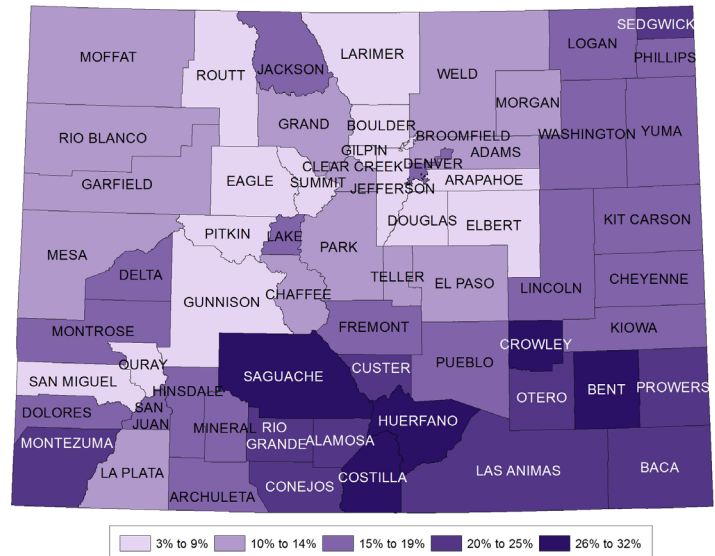 SEDGWICK
LOGAN
PHILLIPS
MOFFAT
ROUTT
JACKSON
LARIMER
WELD
MORGAN
RIO BLANCO
GRAND
BOULDER
BROOMFIELD
WASHINGTON
YUMA
GILPIN
ADAMS
CLEAR CREEK
DENVER
GARFIELD
EAGLE
SUMMIT
JEFFERSON
ARAPAHOE
DOUGLAS
ELBERT
KIT CARSON
PITKIN
LAKE
MESA
PARK
DELTA
TELLER
EL PASO
LINCOLN
CHEYENNE
GUNNISON
CHAFFEE
MONTROSE
FREMONT
CROWLEY
KIOWA
OURAY
SAN MIGUEL
SAGUACHE
CUSTER
PUEBLO
HINSDALE
OTERO
BENT
PROWERS
DOLORES
SAN
JUAN
MINERAL
RIO
GRANDE
ALAMOSA
HUERFANO
MONTEZUMA
LA PLATA
ARCHULETA
CONEJOS
COSTILLA
LAS ANIMAS
BACA
3% to 9% 10% to 14% 15% to 19% 20% to 25% 26% to 32%